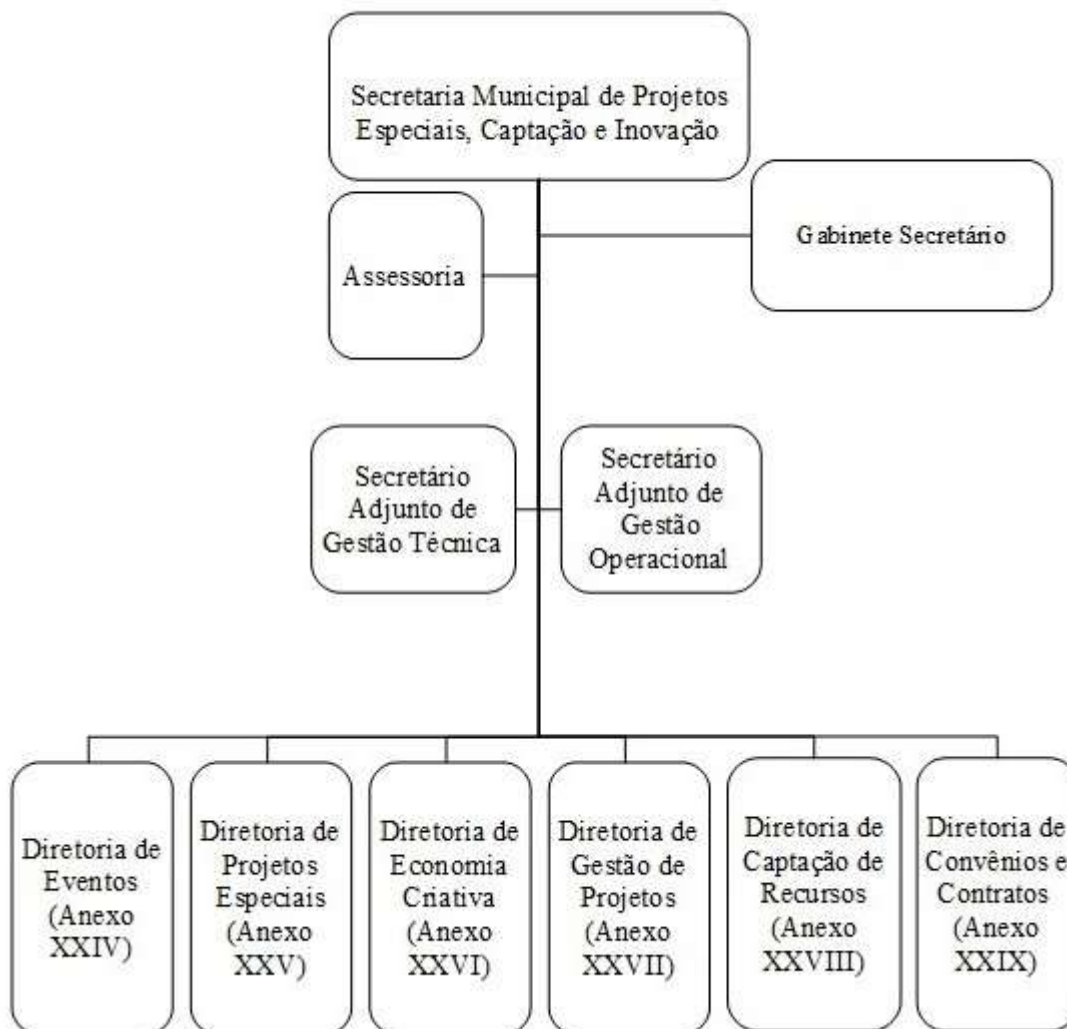 Secretaria Municipal de Projetos
Especiais, Captação e Inovação
Gabinete Secretário
Assessoria
Secretário
Adjunto de
Gestão Técnica
Secretário
Adjunto de
Gestão
Operacional
Diretoria de
Eventos
(Anexo
XXIV)
Diretoria de
Projetos
Especiais
(Anexo
XXV)
Diretoria de
Economia
Criativa
(Anexo
XXVI)
Diretoria de
Gestão de
Projetos
(Anexo
XXVII)
Diretoria de
Captação de
Recursos
(Anexo
XXVIII)
Diretoria de
Convênios e
Contratos
(Anexo
XXIX)